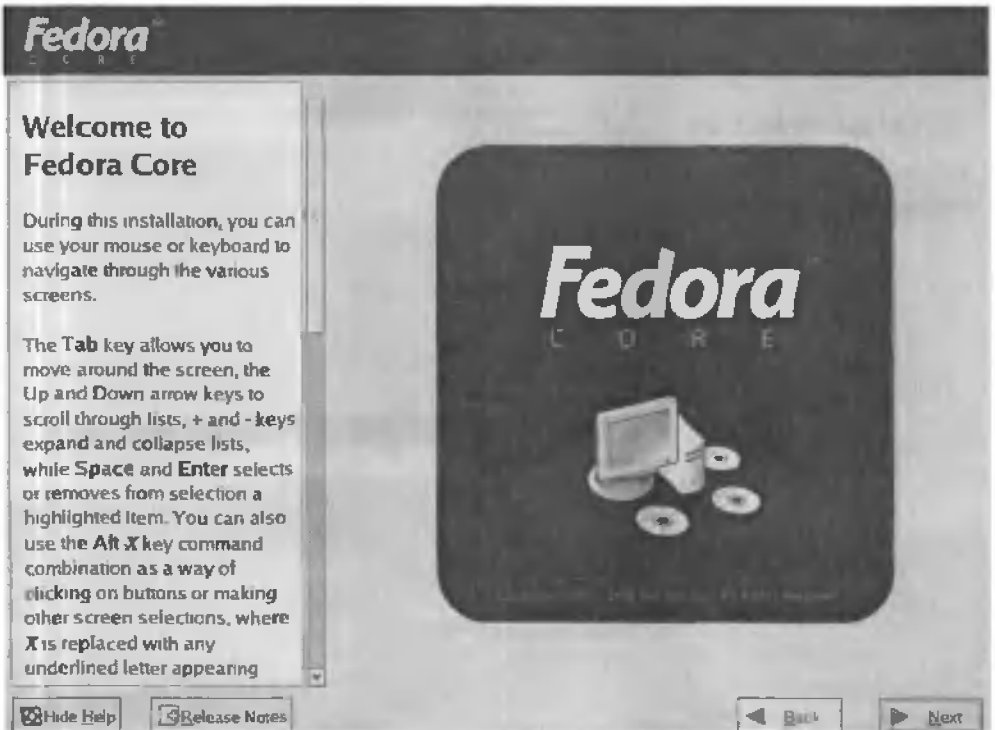 Fedora
CORE
Welcome to
Fedora Core
During this installation, you can
use your mouse or keyboard to
navigate through the various
screens.
The Tab key allows you to
move around the screen, the
Up and Down arrow keys to
scroll through lists, + and - keys
expand and collapse lists,
while Space and Enter selects
or removes from selection a
highlighted item. You can also
use the Alt X key command
combination as a way of
clicking on buttons or making
other screen selections, where
X is replaced with any
underlined letter appearing
Fedora
CORE
Hide Help
Release Notes
Back
Next